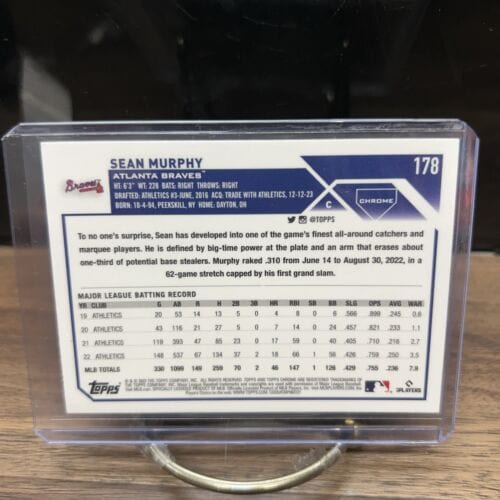 SEAN MURPHY
178
Braves
ATLANTA BRAVES™
HT: 6'3" WT: 228 BATS: RIGHT THROWS: RIGHT
DRAFTED: ATHLETICS #3-JUNE, 2016 ACQ: TRADE WITH ATHLETICS, 12-12-23
BORN: 10-4-94, PEEKSKILL, NY HOME: DAYTON, OH
C
CHROME
@TOPPS
To no one's surprise, Sean has developed into one of the game's finest all-around catchers and
marquee players. He is defined by big-time power at the plate and an arm that erases about
one-third of potential base stealers. Murphy raked .310 from June 14 to August 30, 2022, in a
62-game stretch capped by his first grand slam.
MAJOR LEAGUE BATTING RECORD
YR CLUB G AB R H 2B 3B HR RBI SB BB SLG OPS AVG WAR
19 ATHLETICS 20 53 14 13 5 0 4 8 0 6 .566 .899 .245 0.6
20 ATHLETICS 43 116 21 27 5 0 7 14 0 24 .457 .821 .233 1.1
21 ATHLETICS 119 393 47 85 23 0 17 59 0 40 .405 .711 .216 2.8
22 ATHLETICS 148 537 67 134 37 2 18 66 1 56 .426 .759 .250 3.5
MLB TOTALS 330 1099 149 259 70 2 46 147 1 126 .429 .755 .236 7.9
topps
PLAYERS